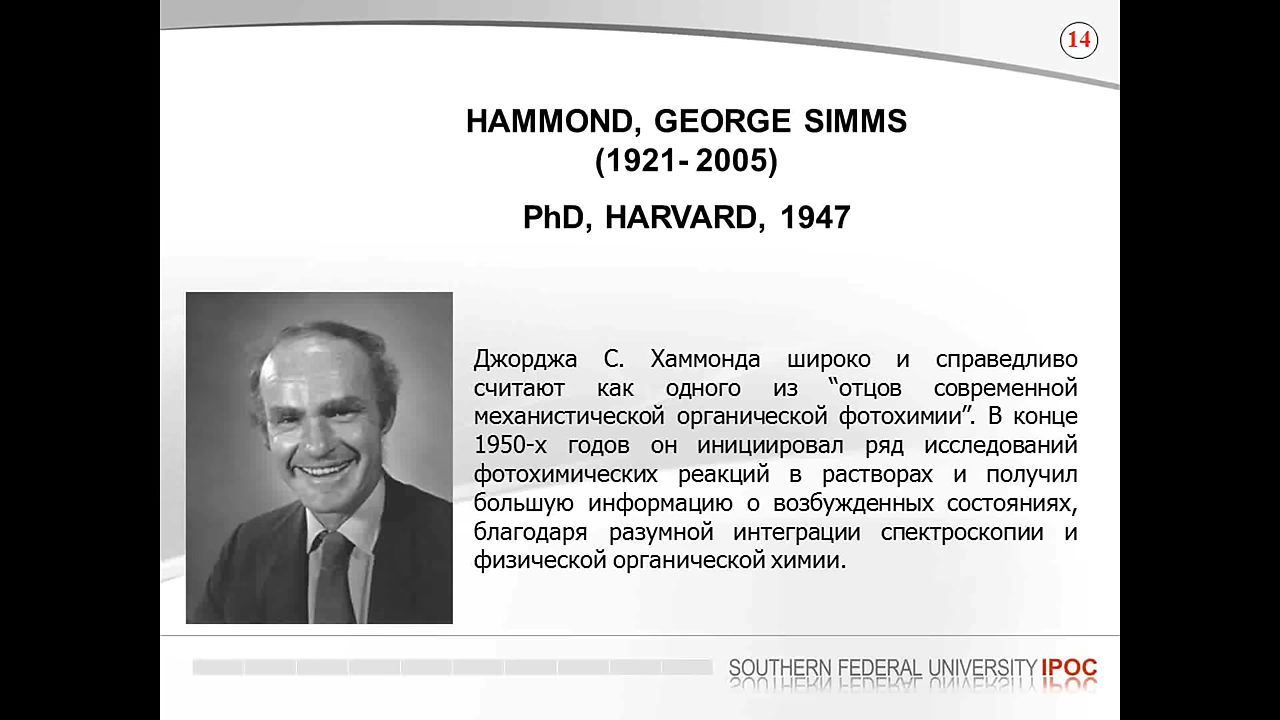 14
HAMMOND, GEORGE SIMMS
(1921- 2005)
PhD, HARVARD, 1947
Джорджа С. Хаммонда широко и справедливо
считают как одного из “отцов современной
механистической органической фотохимии”. В конце
1950-х годов он инициировал ряд исследований
фотохимических реакций в растворах и получил
большую информацию о возбужденных состояниях,
благодаря разумной интеграции спектроскопии и
физической органической химии.
SOUTHERN FEDERAL UNIVERSITY IPOC